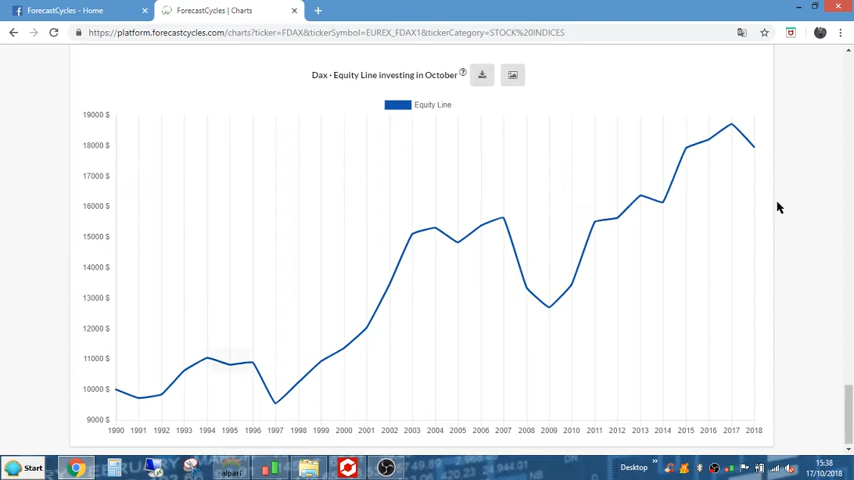 ForecastCycles - Home
ForecastCycles | Charts
https://platform.forecastcycles.com/charts?ticker=FDAX&tickerSymbol=EUREX_FDAX1&tickerCategory=STOCK%20INDICES
Dax · Equity Line investing in October
Equity Line
19000 $
18000 $
17000 $
16000 $
15000 $
14000 $
13000 $
12000 $
11000 $
10000 $
9000 $
1990 1991 1992 1993 1994 1995 1996 1997 1998 1999 2000 2001 2002 2003 2004 2005 2006 2007 2008 2009 2010 2011 2012 2013 2014 2015 2016 2017 2018
Start
alpari
Desktop
15:38
17/10/2018